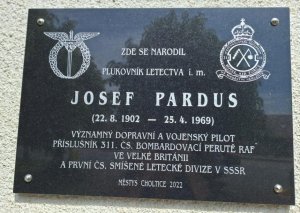 ZDE SE NARODIL
PLUKOVNÍK LETECTVA i. m.
JOSEF PARDUS
(22. 8. 1902 — 25. 4. 1969)
VÝZNAMNÝ DOPRAVNÍ A VOJENSKÝ PILOT
PŘÍSLUŠNÍK 311. ČS. BOMBARDOVACÍ PERUTĚ RAF
VE VELKÉ BRITÁNII
A PRVNÍ ČS. SMÍŠENÉ LETECKÉ DIVIZE V SSSR
MĚSTYS CHOLTICE 2022